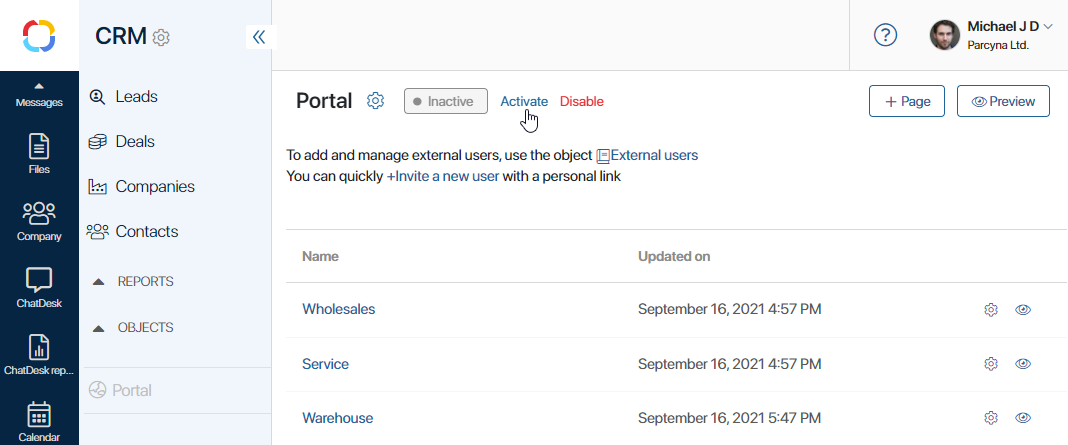 CRM
Michael J D
Parcyna Ltd.
Messages
Files
Company
ChatDesk
ChatDesk rep...
Calendar
Leads
Deals
Companies
Contacts
REPORTS
OBJECTS
Portal
Portal Inactive Activate Disable + Page Preview
To add and manage external users, use the object External users
You can quickly +Invite a new user with a personal link
Name Updated on
Wholesales September 16, 2021 4:57 PM
Service September 16, 2021 4:57 PM
Warehouse September 16, 2021 5:47 PM